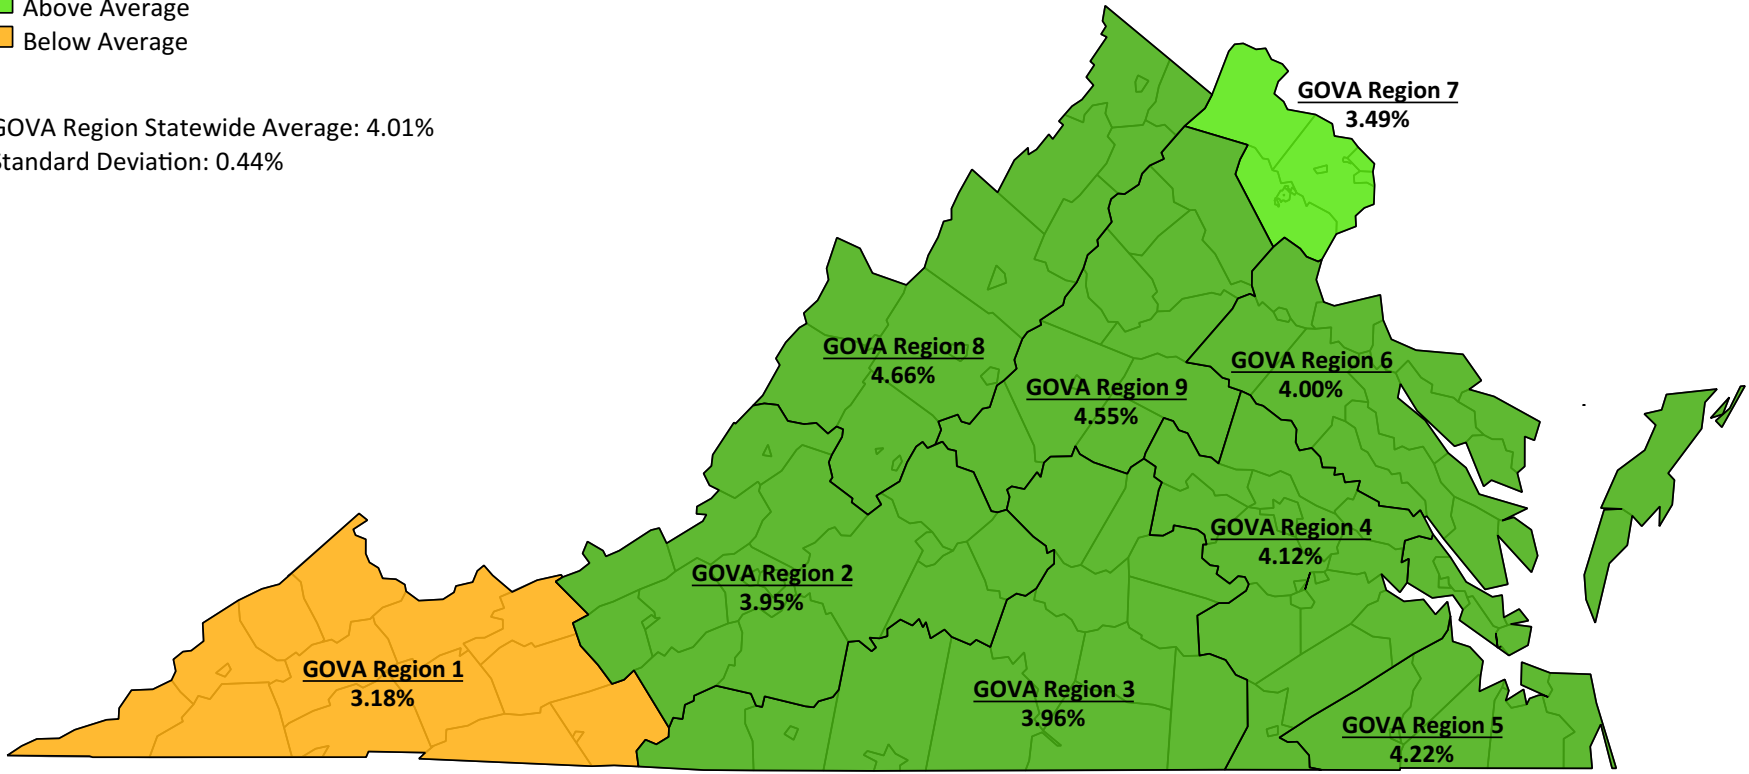 Above Average
Below Average
GOVA Region Statewide Average: 4.01%
Standard Deviation: 0.44%
GOVA Region 7
3.49%
GOVA Region 8
4.66%
GOVA Region 6
4.00%
GOVA Region 9
4.55%
GOVA Region 4
4.12%
GOVA Region 2
3.95%
GOVA Region 1
3.18%
GOVA Region 3
3.96%
GOVA Region 5
4.22%